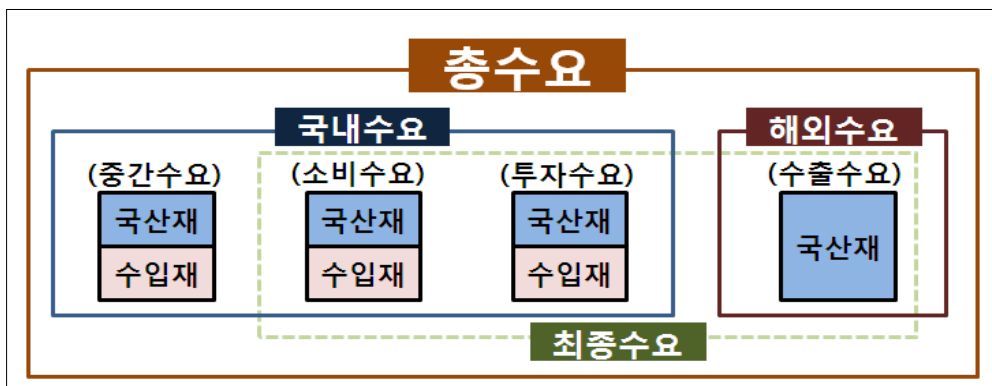 총수요
국내수요 해외수요
(중간수요) (소비수요) (투자수요) (수출수요)
국산재 국산재 국산재 국산재
수입재 수입재 수입재
최종수요